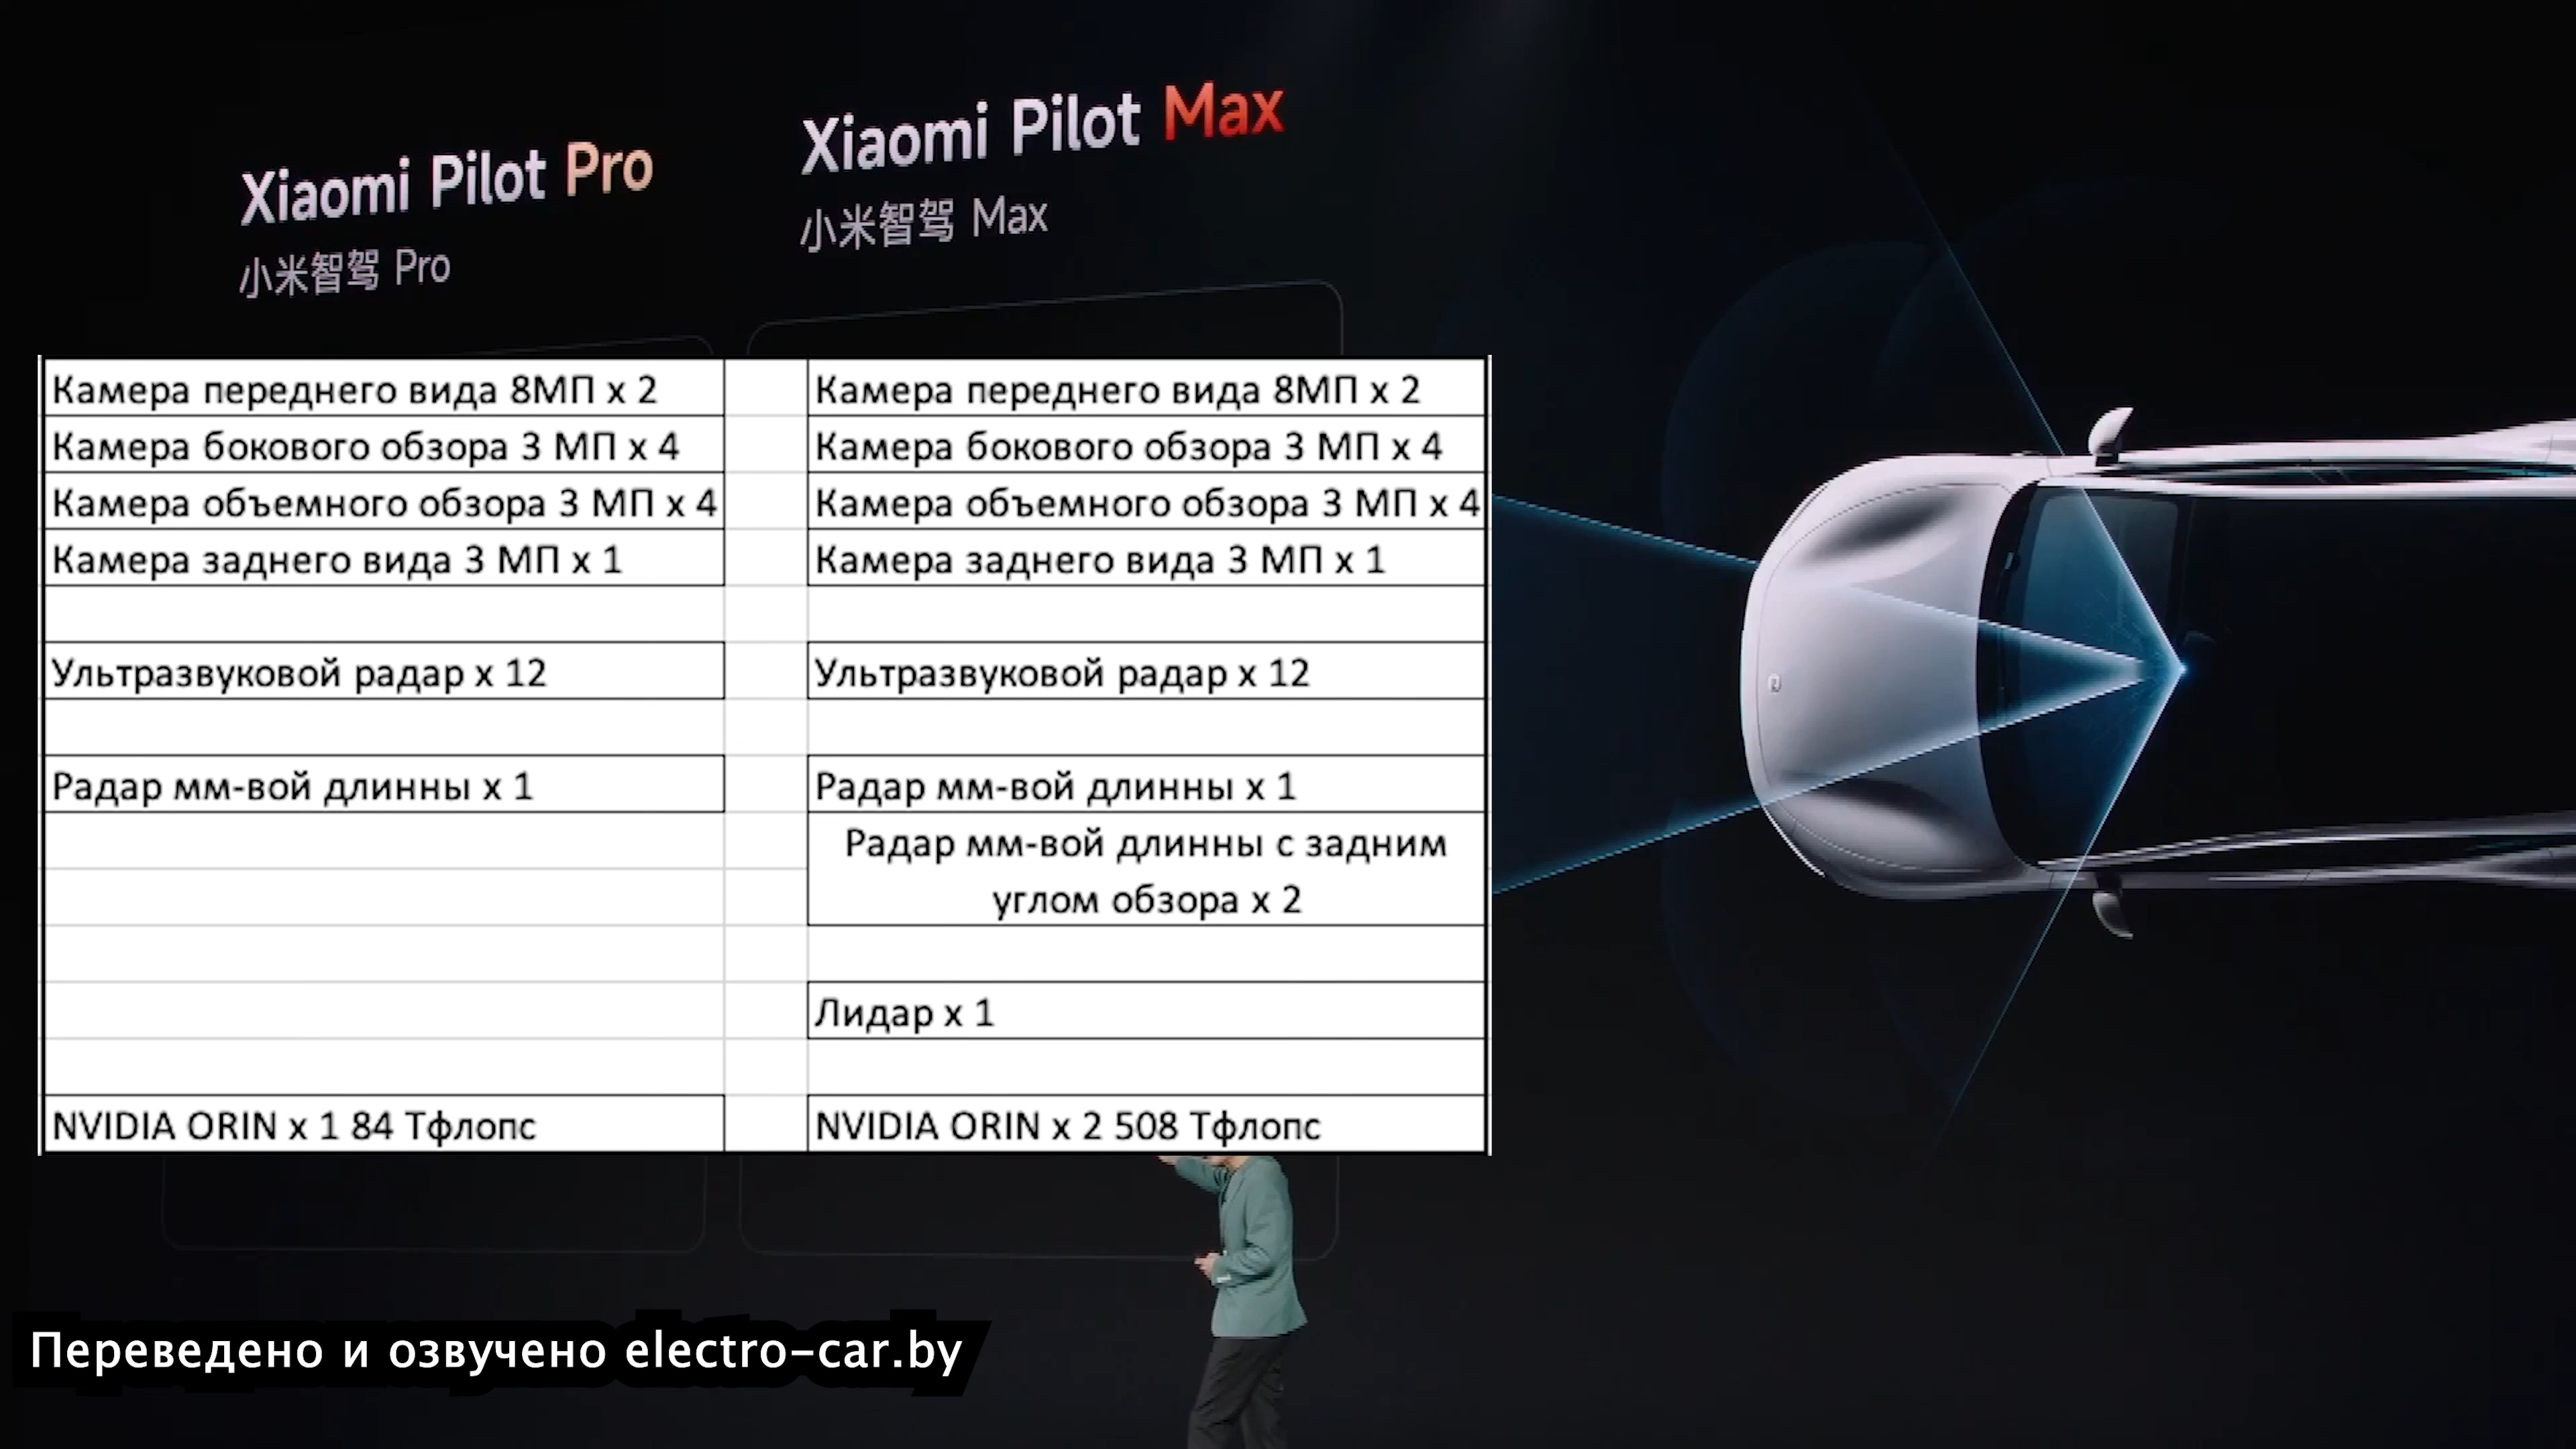 Xiaomi Pilot Pro
小米智驾 Pro
Xiaomi Pilot Max
小米智驾 Max
Камера переднего вида 8МП x 2
Камера бокового обзора 3 МП x 4
Камера объемного обзора 3 МП x 4
Камера заднего вида 3 МП x 1
Ультразвуковой радар x 12
Радар мм-вой длинны x 1
NVIDIA ORIN x 1 84 Тфлопс
Камера переднего вида 8МП x 2
Камера бокового обзора 3 МП x 4
Камера объемного обзора 3 МП x 4
Камера заднего вида 3 МП x 1
Ультразвуковой радар x 12
Радар мм-вой длинны x 1
Радар мм-вой длинны с задним
углом обзора x 2
Лидар x 1
NVIDIA ORIN x 2 508 Тфлопс
Переведено и озвучено electro-car.by